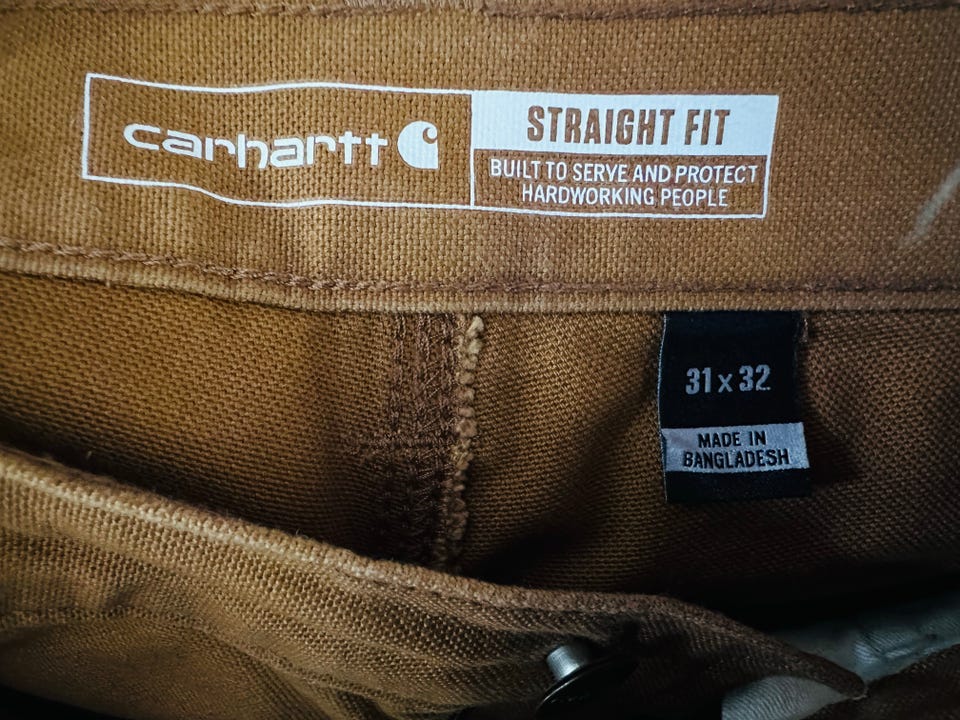 carhartt
STRAIGHT FIT
BUILT TO SERVE AND PROTECT
HARDWORKING PEOPLE
31 x 32
MADE IN
BANGLADESH